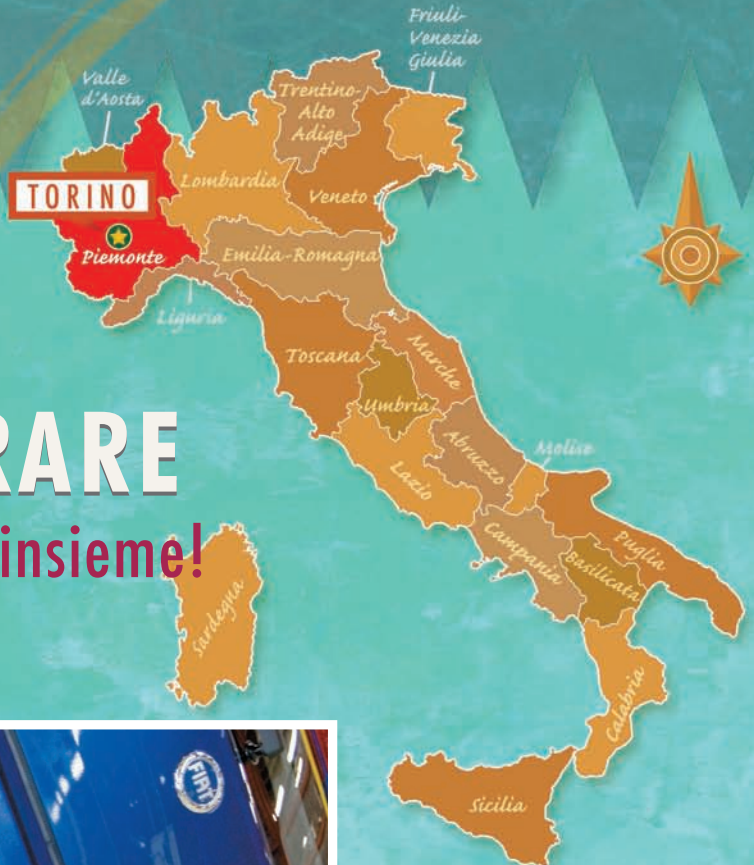 Friuli-
Venezia
Giulia
Valle
d'Aosta
Trentino-
Alto
Adige
Lombardia
Veneto
TORINO
Piemonte
Emilia-Romagna
Liguria
Toscana
Marche
Umbria
Abruzzo
Molise
Lazio
RARE
insieme!
Campania
Puglia
Basilicata
Sardegna
Calabria
FIAT
Sicilia